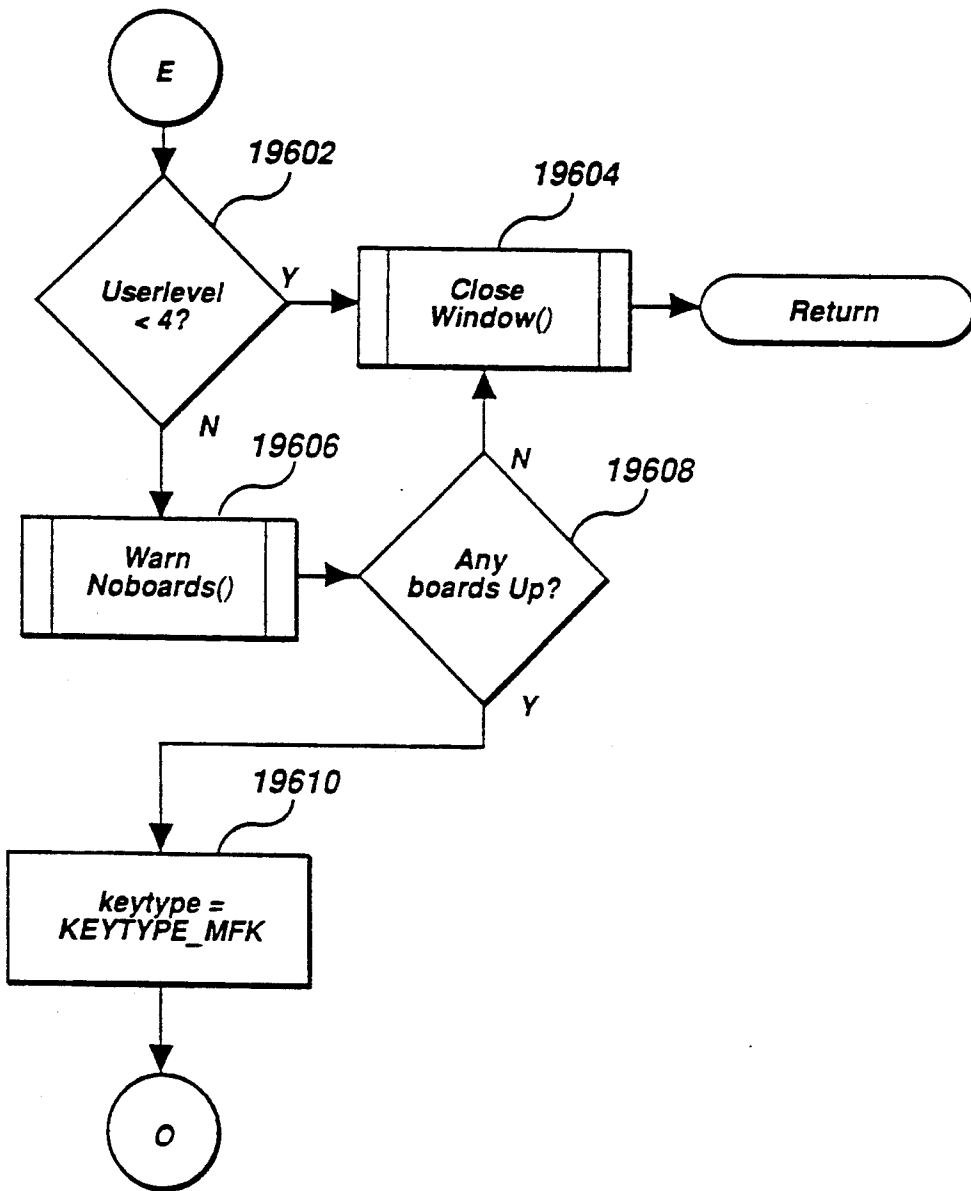 E
19602
Userlevel
< 4?
Y
N
19604
Close
Window()
Return
19606
Warn
Noboards()
19608
Any
boards Up?
N
Y
19610
keytype =
KEYTYPE_MFK
O